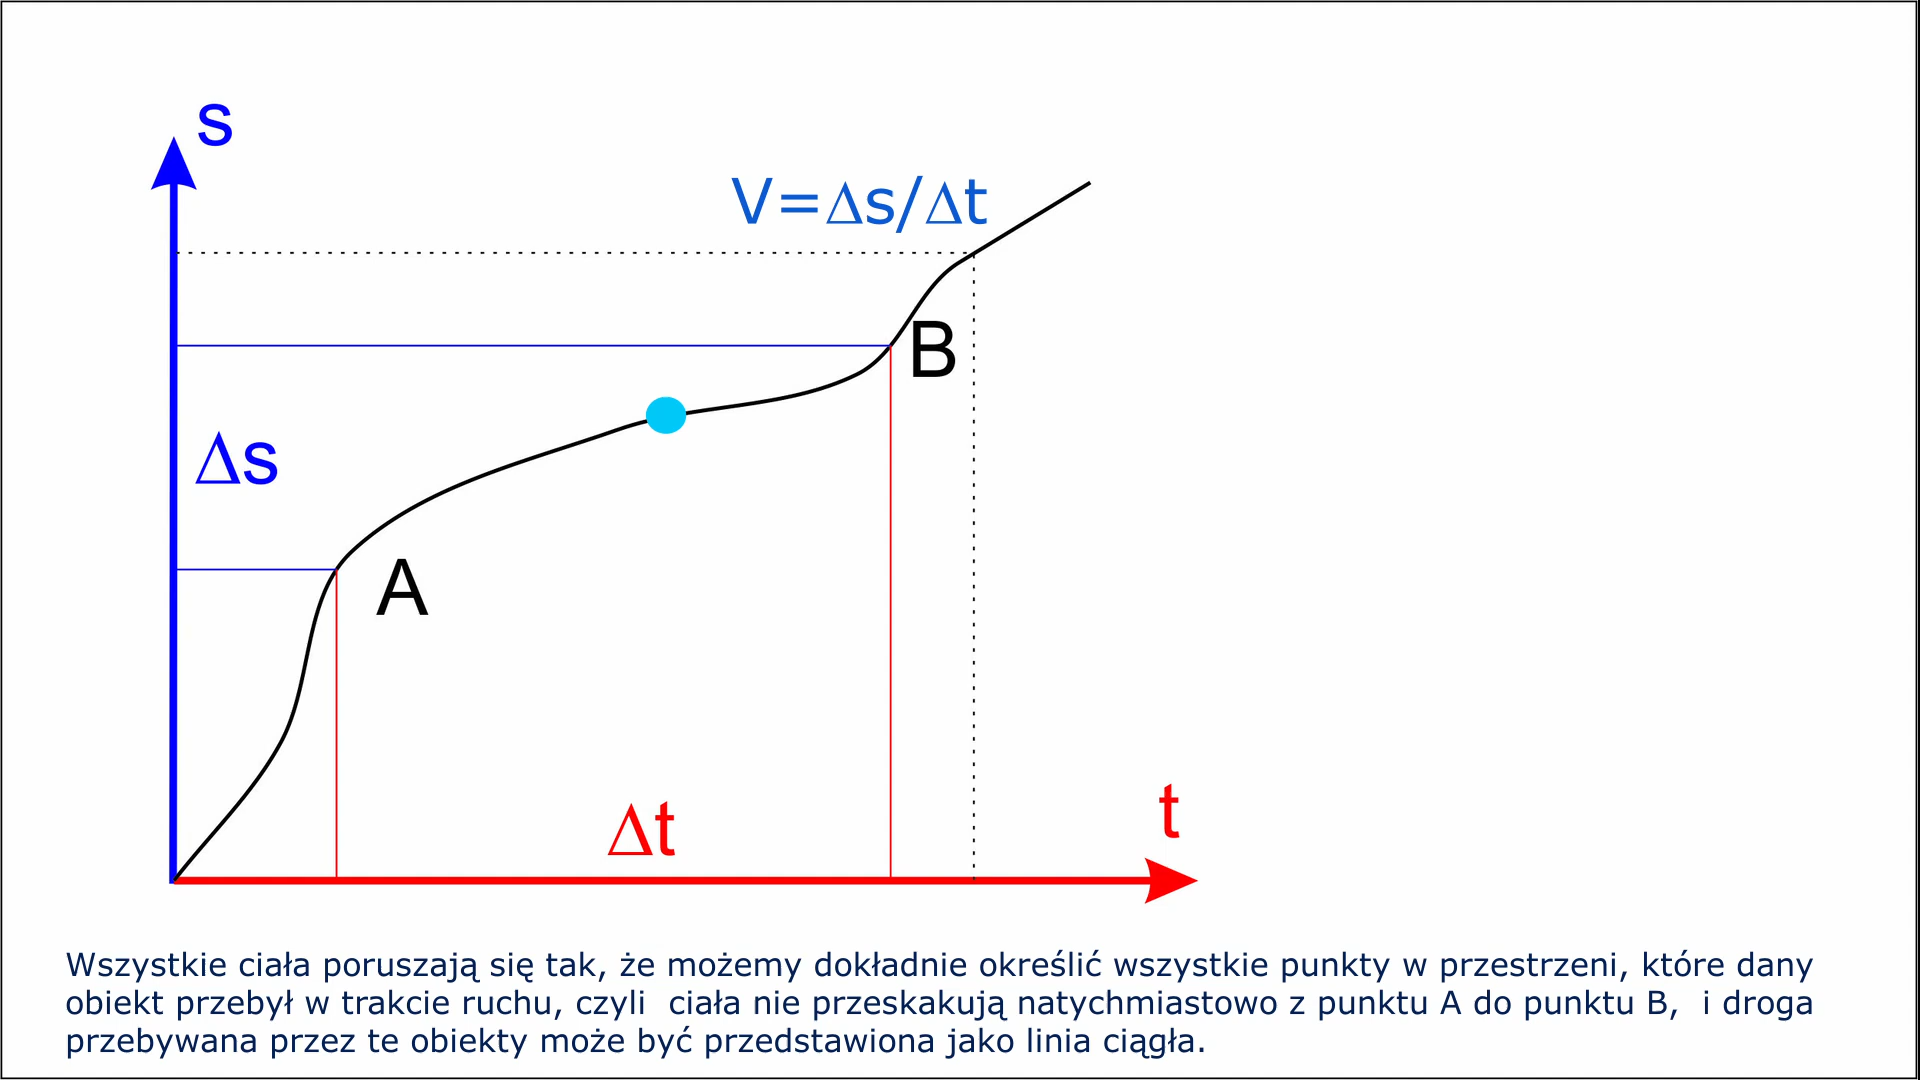 s
V=Δs/Δt
B
Δs
A
Δt
t
Wszystkie ciała poruszają się tak, że możemy dokładnie określić wszystkie punkty w przestrzeni, które dany
obiekt przebył w trakcie ruchu, czyli  ciała nie przeskakują natychmiastowo z punktu A do punktu B,  i droga
przebywana przez te obiekty może być przedstawiona jako linia ciągła.